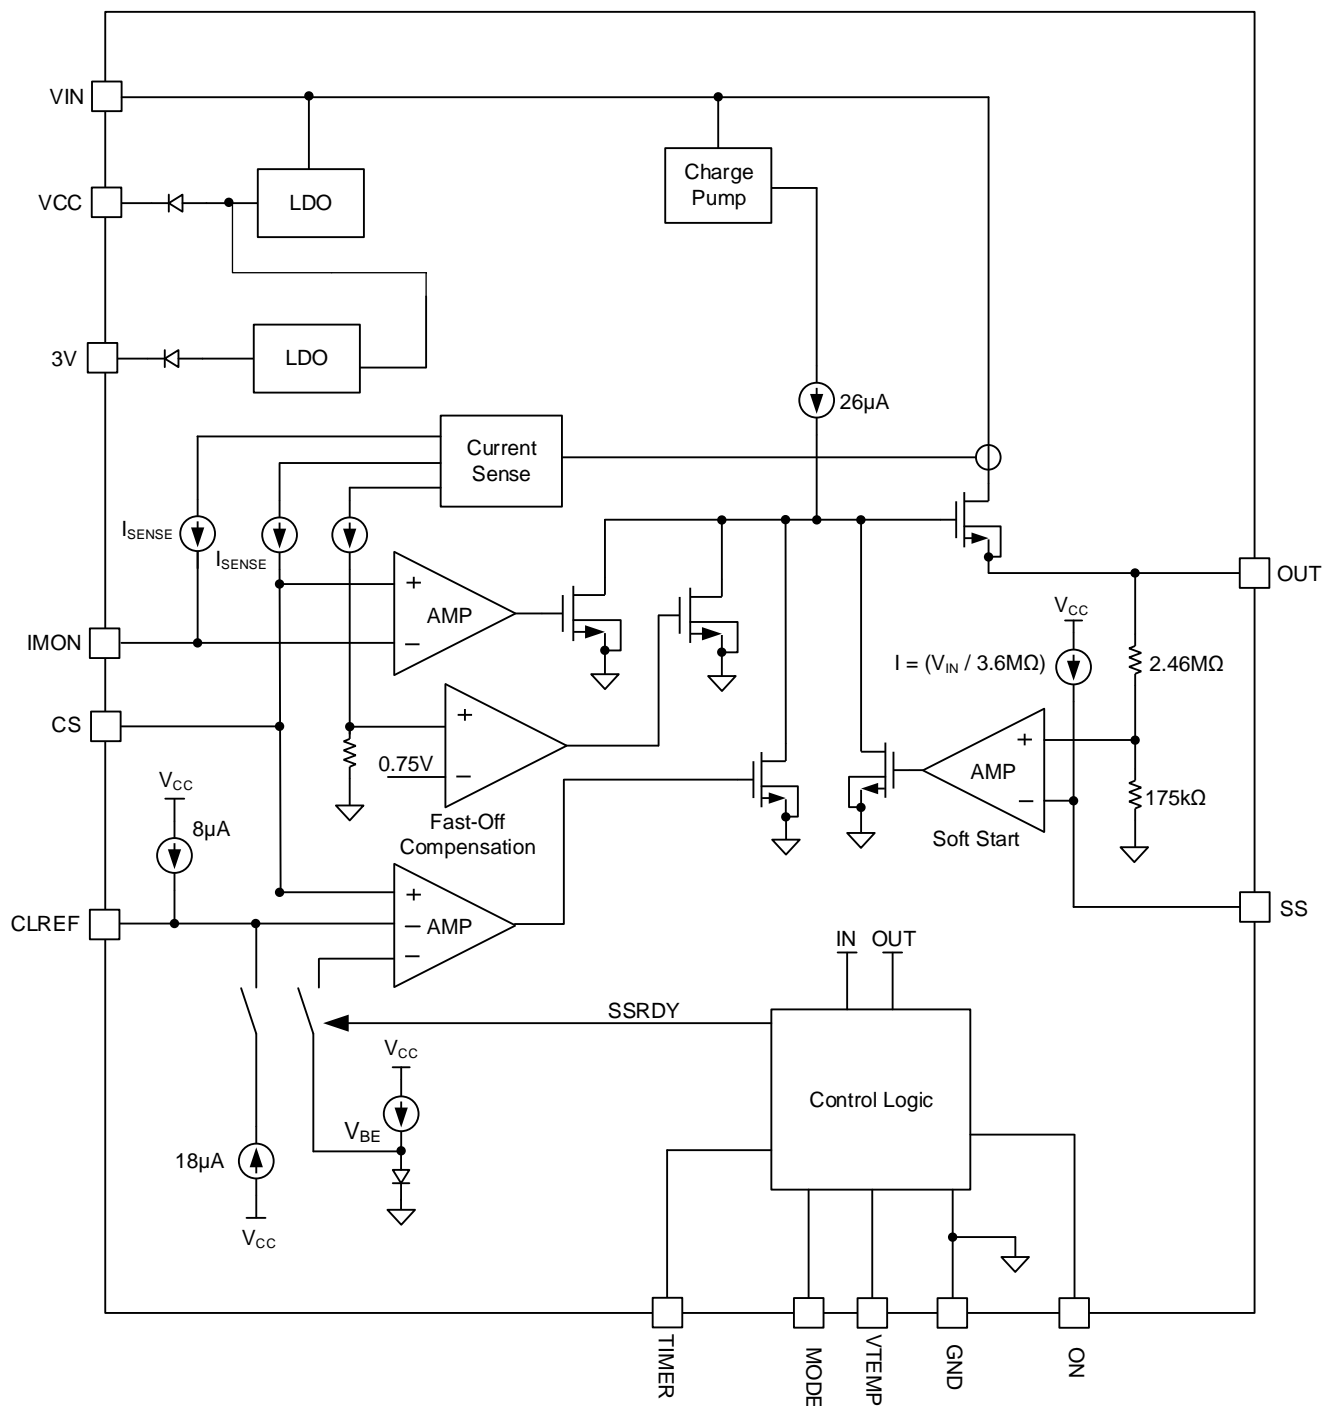 VIN
Charge
Pump
VCC
LDO
3V
LDO
26µA
Current
Sense
ISENSE
ISENSE
+
AMP
−
OUT
VCC
IMON
I = (VIN / 3.6MΩ)
2.46MΩ
CS
+
0.75V
−
+
AMP
−
175kΩ
VCC
8µA
Fast-Off
Compensation
Soft Start
+
CLREF
− AMP
−
SS
IN OUT
SSRDY
VCC
Control Logic
VBE
18µA
VCC
TIMER
MODE
VTEMP
GND
ON